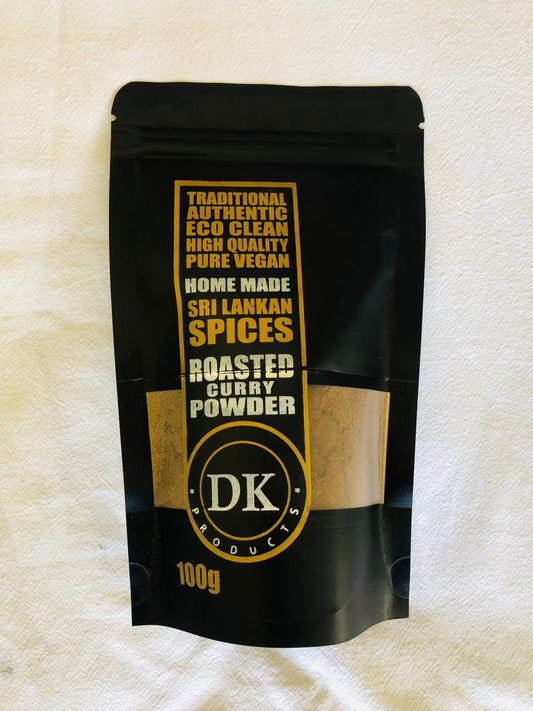 TRADITIONAL
AUTHENTIC
ECO CLEAN
HIGH QUALITY
PURE VEGAN
HOME MADE
SRI LANKAN
SPICES
ROASTED
CURRY
POWDER
DK
PRODUCTS
100g